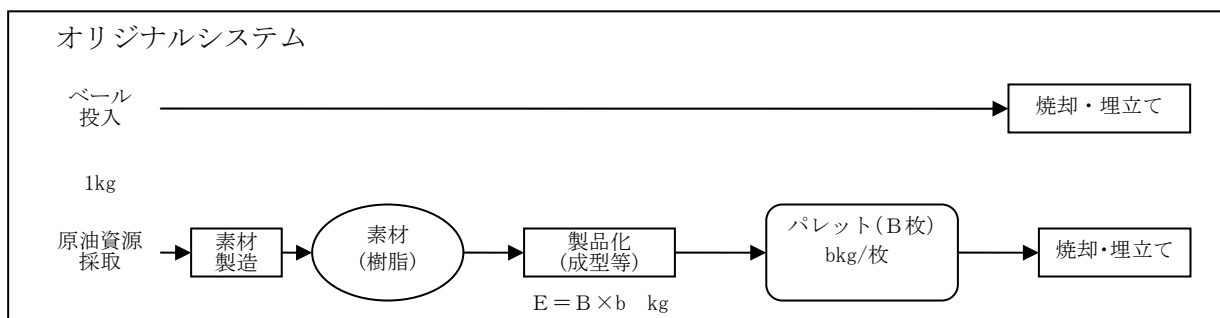 オリジナルシステム
ベール
投入
焼却・埋立て
1kg
原油資源
採取
素材
製造
素材
(樹脂)
製品化
(成型等)
パレット(B枚)
bkg/枚
焼却・埋立て
E＝B×b kg